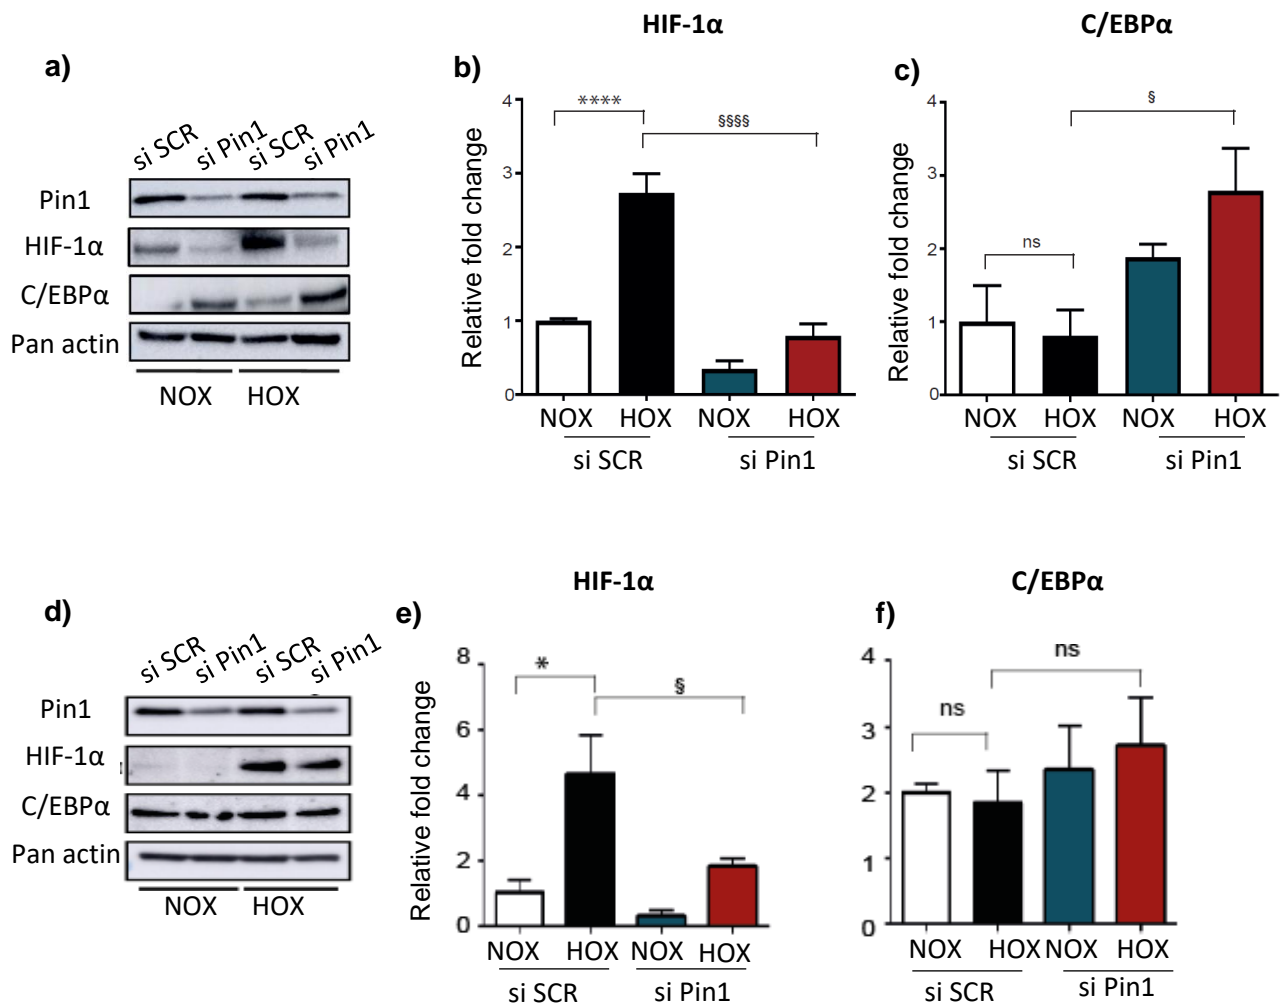 HIF-1α
C/EBPα
a)
b)
c)
si SCR
si Pin1
si SCR
si Pin1
Pin1
HIF-1α
C/EBPα
Pan actin
NOX
HOX
Relative fold change
4
3
2
1
0
****
§§§§
NOX
HOX
NOX
HOX
si SCR
si Pin1
Relative fold change
4
3
2
1
0
ns
§
NOX
HOX
NOX
HOX
si SCR
si Pin1
HIF-1α
C/EBPα
d)
e)
f)
si SCR
si Pin1
si SCR
si Pin1
Pin1
HIF-1α
C/EBPα
Pan actin
NOX
HOX
Relative fold change
8
6
4
2
0
*
§
NOX
HOX
NOX
HOX
si SCR
si Pin1
4
3
2
1
0
ns
ns
NOX
HOX
NOX
HOX
si SCR
si Pin1